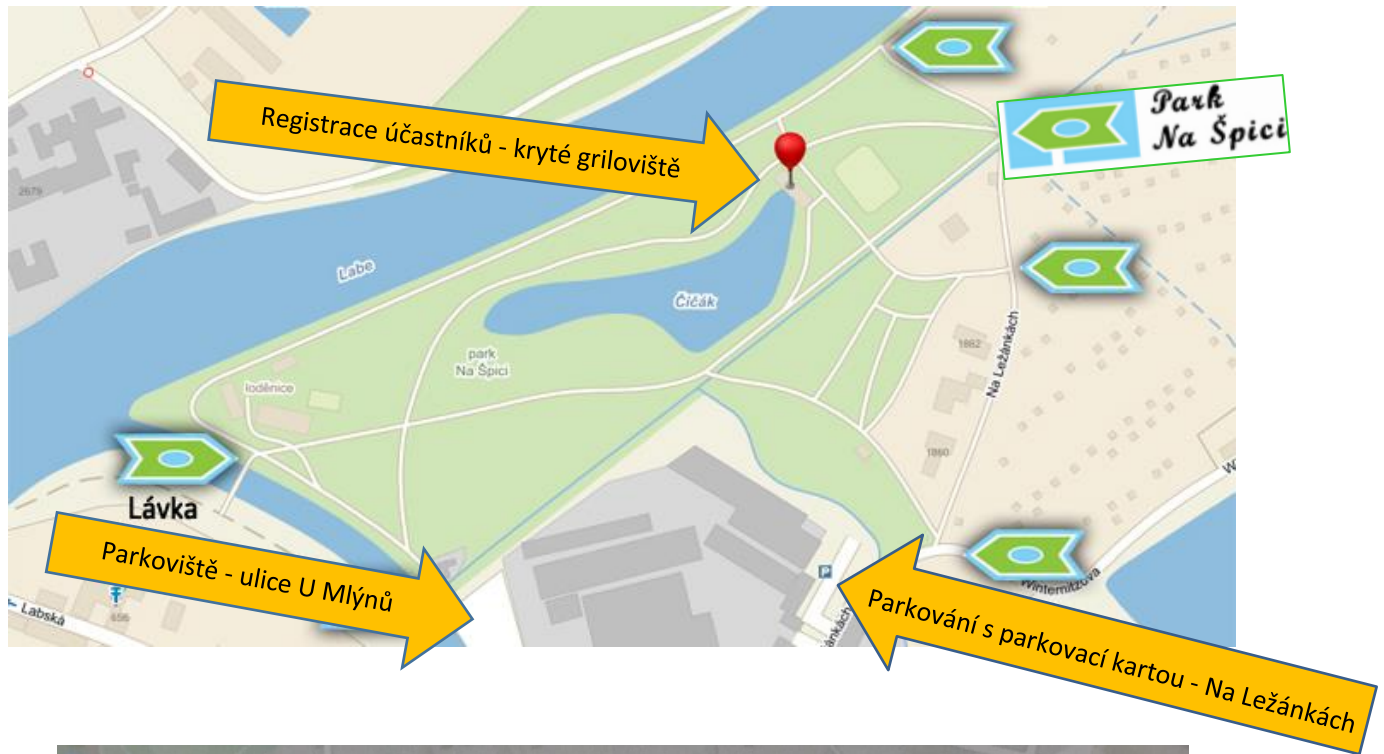 Park
Na Špici
Registrace účastníků - kryté griloviště
2679
Labe
Čičák
park
Na Špici
1882
loděnice
Na Ležánkách
1860
Lávka
Parkoviště - ulice U Mlýnů
P
Winternitzova
W
Labská
656
žánkách
Parkování s parkovací kartou - Na Ležánkách